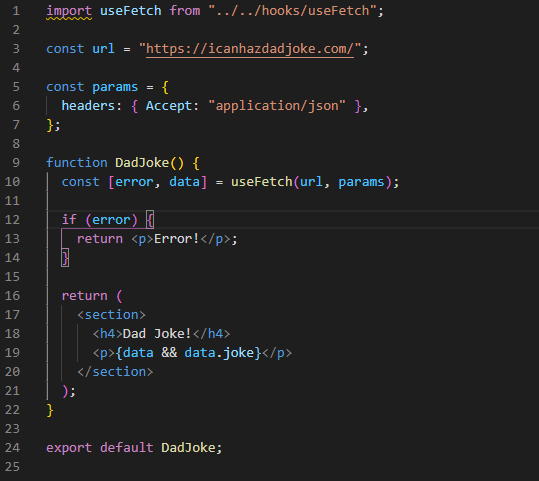 1 import useFetch from "../../hooks/useFetch";
2
3 const url = "https://icanhazdadjoke.com/";
4
5 const params = {
6   headers: { Accept: "application/json" },
7 };
8
9 function DadJoke() {
10   const [error, data] = useFetch(url, params);
11
12   if (error) {
13     return <p>Error!</p>;
14   }
15
16   return (
17     <section>
18       <h4>Dad Joke!</h4>
19       <p>{data && data.joke}</p>
20     </section>
21   );
22 }
23
24 export default DadJoke;
25